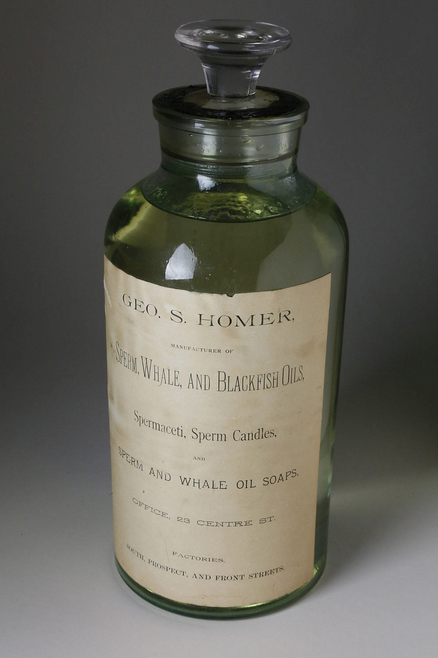 GEO. S. HOMER,
MANUFACTURER OF
SPERM, WHALE, AND BLACKFISH OILS,
Spermaceti, Sperm Candles,
AND
SPERM AND WHALE OIL SOAPS,
OFFICE, 23 CENTRE ST.
FACTORIES,
SOUTH, PROSPECT, AND FRONT STREETS.